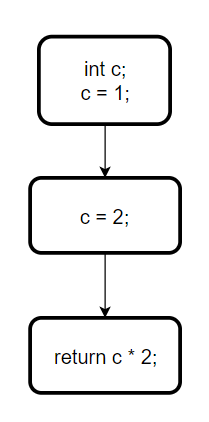 int c;
c = 1;
c = 2;
return c * 2;